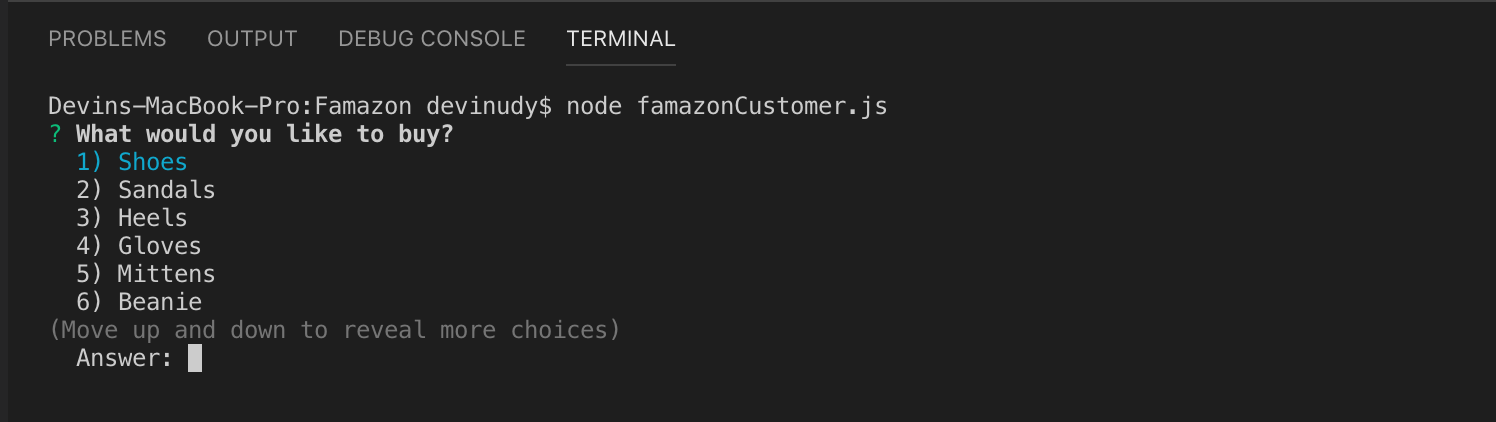 PROBLEMS OUTPUT DEBUG CONSOLE TERMINAL
Devins-MacBook-Pro:Famazon devinudy$ node famazonCustomer.js
? What would you like to buy?
1) Shoes
2) Sandals
3) Heels
4) Gloves
5) Mittens
6) Beanie
(Move up and down to reveal more choices)
Answer: